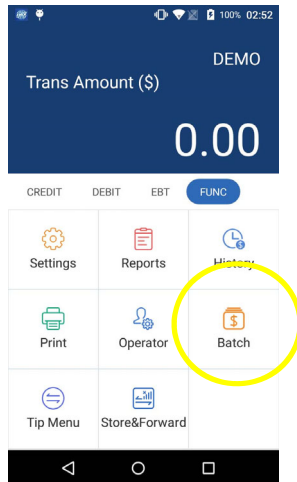 100% 02:52
DEMO
Trans Amount ($)
0.00
CREDIT DEBIT EBT FUNC
Settings Reports History
Print Operator Batch
Tip Menu Store&Forward